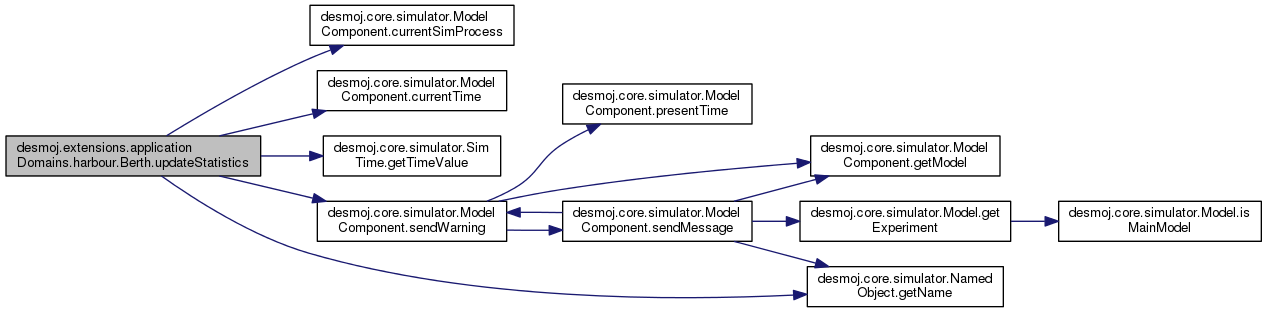 desmoj.core.simulator.Model
Component.currentSimProcess
desmoj.core.simulator.Model
Component.currentTime
desmoj.core.simulator.Model
Component.presentTime
desmoj.extensions.application
Domains.harbour.Berth.updateStatistics
desmoj.core.simulator.Sim
Time.getTimeValue
desmoj.core.simulator.Model
Component.getModel
desmoj.core.simulator.Model
Component.sendWarning
desmoj.core.simulator.Model
Component.sendMessage
desmoj.core.simulator.Model.get
Experiment
desmoj.core.simulator.Model.is
MainModel
desmoj.core.simulator.Named
Object.getName